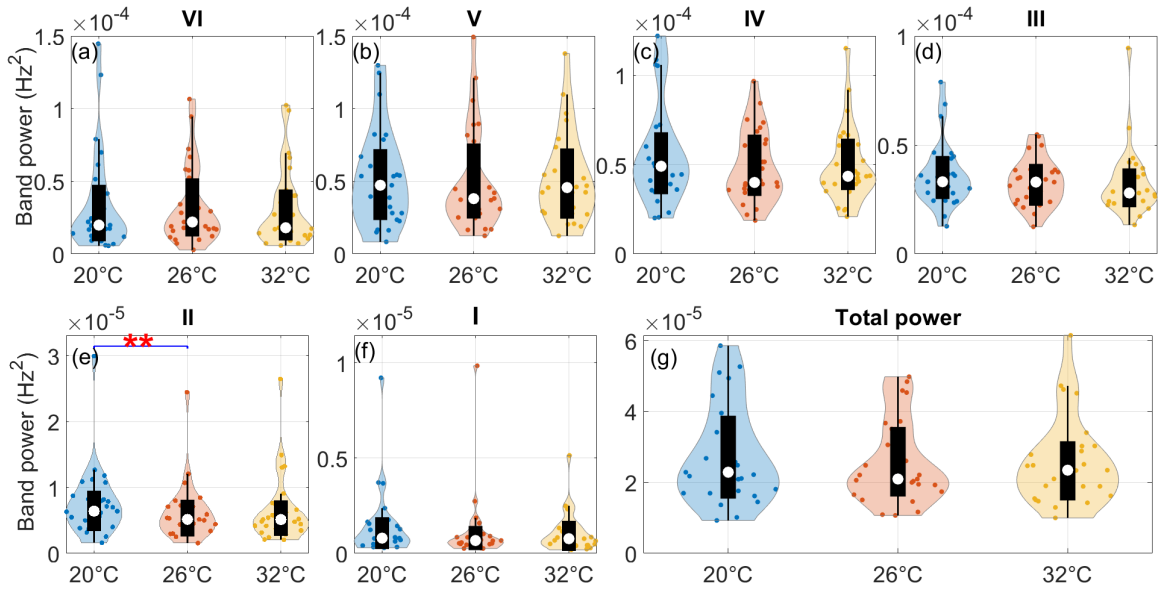 ×10⁻⁴ VI ×10⁻⁴ V ×10⁻⁴ IV ×10⁻⁴ III
1.5 (a) 1.5 (b) (c) 1 (d)
1 1 1
0.5 0.5 0.5 0.5
0 0 0 0
Band power (Hz²)
20°C 26°C 32°C 20°C 26°C 32°C 20°C 26°C 32°C 20°C 26°C 32°C
×10⁻⁵ II ×10⁻⁵ I ×10⁻⁵ Total power
(e) ** (f) 6 (g)
3 1
2 4
1 0.5 2
0 0 0
Band power (Hz²)
20°C 26°C 32°C 20°C 26°C 32°C 20°C 26°C 32°C